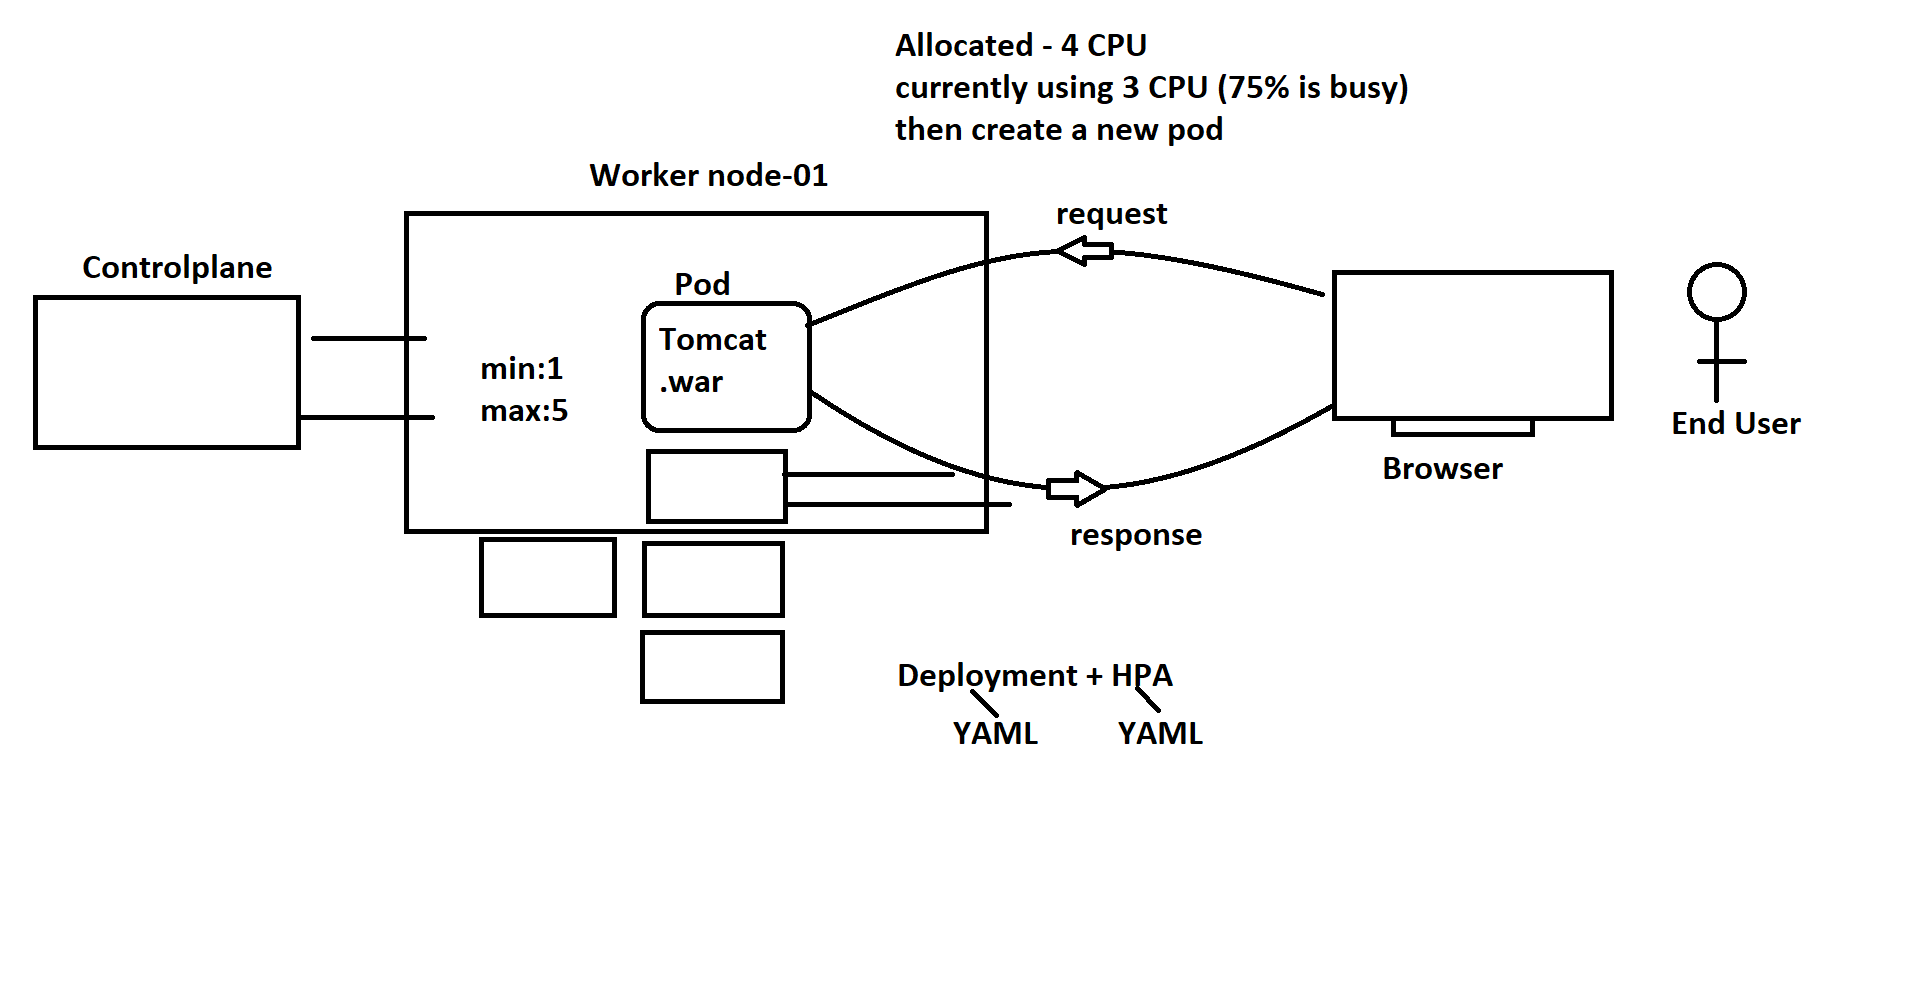 Allocated - 4 CPU
currently using 3 CPU (75% is busy)
then create a new pod
Worker node-01
request
Controlplane
Pod
Tomcat
.war
min:1
max:5
End User
Browser
response
Deployment + HPA
YAML
YAML